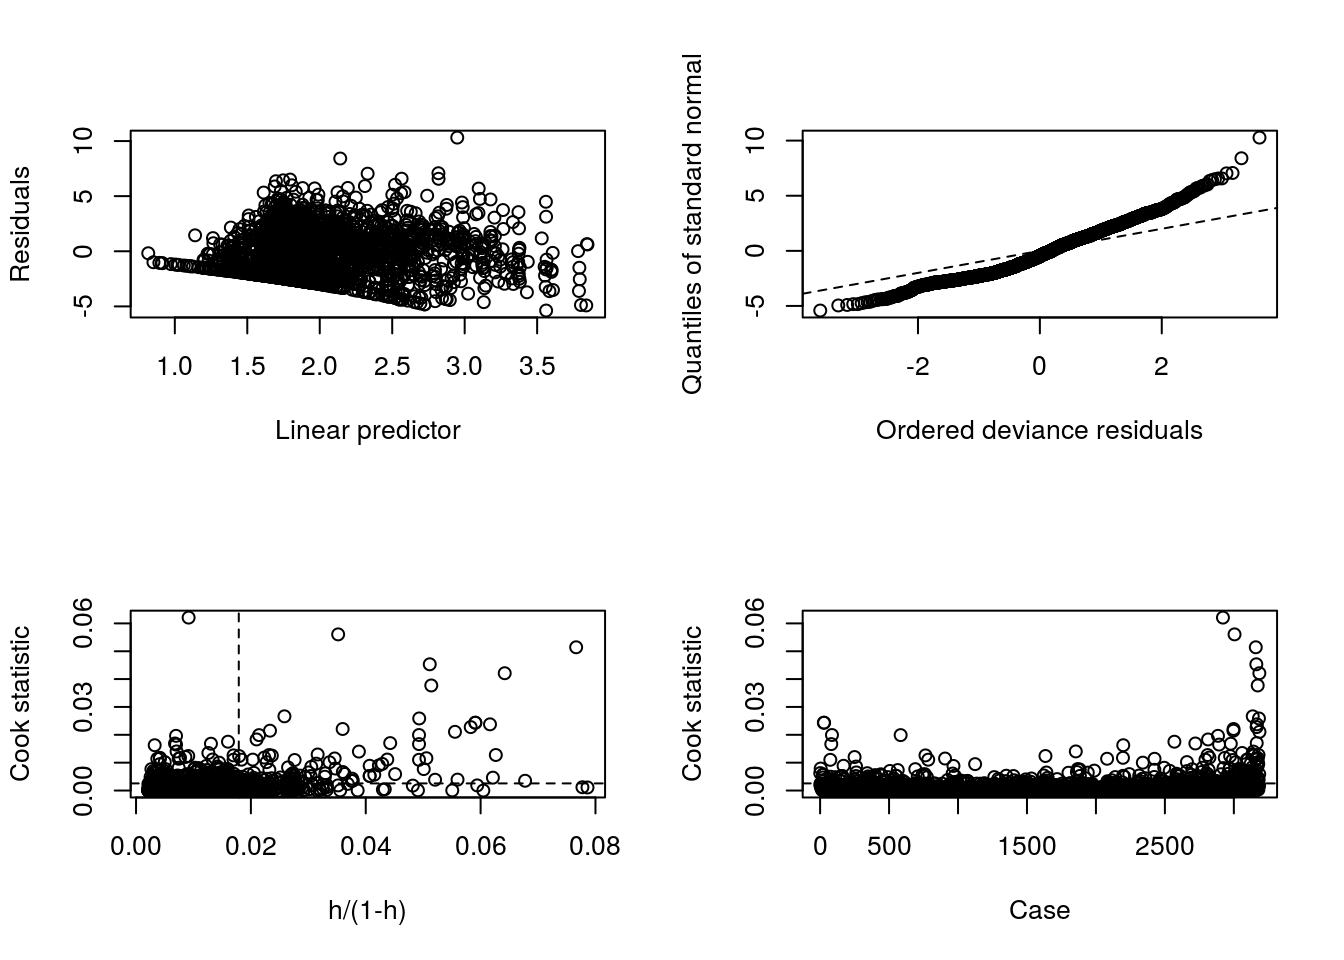 Residuals
10
5
0
-5
1.0 1.5 2.0 2.5 3.0 3.5
Linear predictor
Quantiles of standard normal
10
5
0
-5
-2 0 2
Ordered deviance residuals
Cook statistic
0.06
0.03
0.00
0.00 0.02 0.04 0.06 0.08
h/(1-h)
Cook statistic
0.06
0.03
0.00
0 500 1500 2500
Case